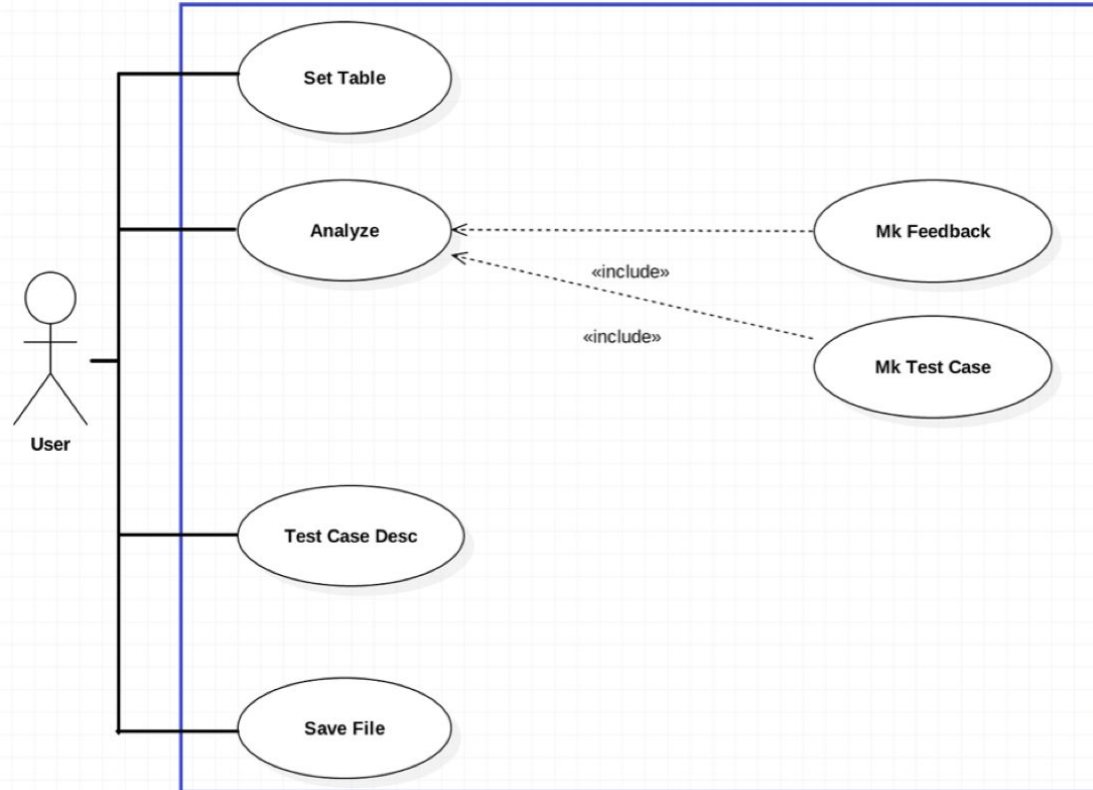 Set Table
Analyze
Mk Feedback
«include»
«include»
Mk Test Case
User
Test Case Desc
Save File